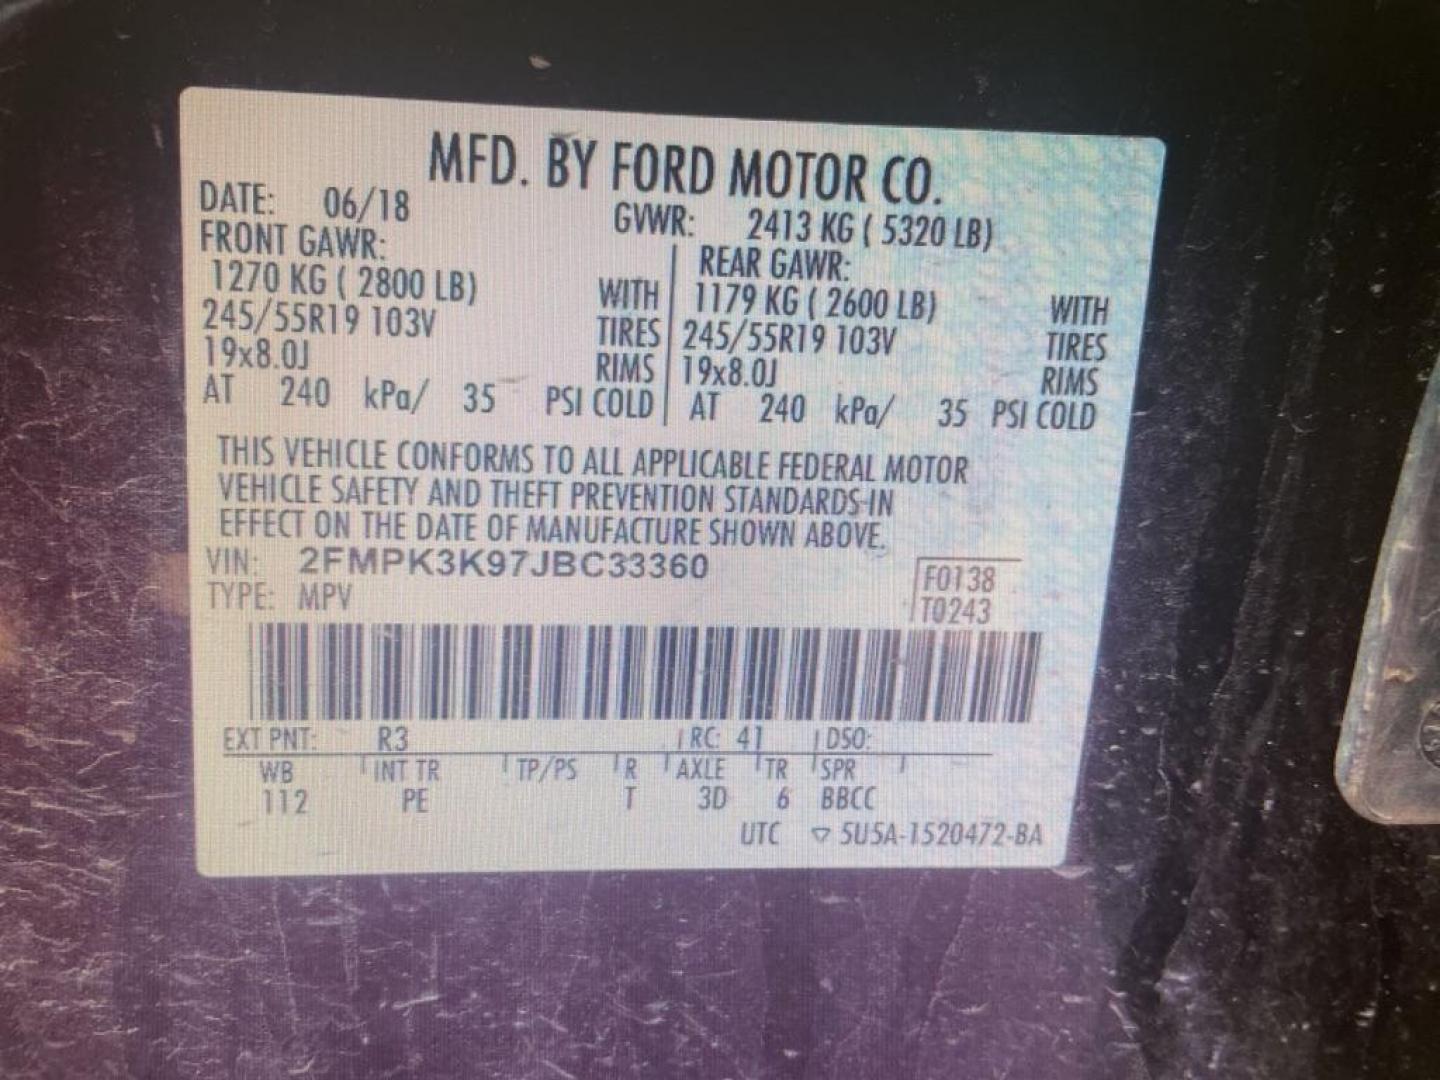 MFD. BY FORD MOTOR CO.
DATE: 06/18 GVWR: 2413 KG ( 5320 LB)
FRONT GAWR: REAR GAWR:
1270 KG ( 2800 LB) WITH 1179 KG ( 2600 LB) WITH
245/55R19 103V TIRES 245/55R19 103V TIRES
19x8.0J RIMS 19x8.0J RIMS
AT 240 kPa/ 35 PSI COLD AT 240 kPa/ 35 PSI COLD
THIS VEHICLE CONFORMS TO ALL APPLICABLE FEDERAL MOTOR
VEHICLE SAFETY AND THEFT PREVENTION STANDARDS IN
EFFECT ON THE DATE OF MANUFACTURE SHOWN ABOVE.
VIN: 2FMPK3K97JBC33360 F0138
TYPE: MPV T0243
EXT PNT: R3 RC: 41 DSO:
WB INT TR TP/PS R AXLE TR SPR
112 PE T 3D 6 BBCC
UTC ▽ 5U5A-1520472-BA